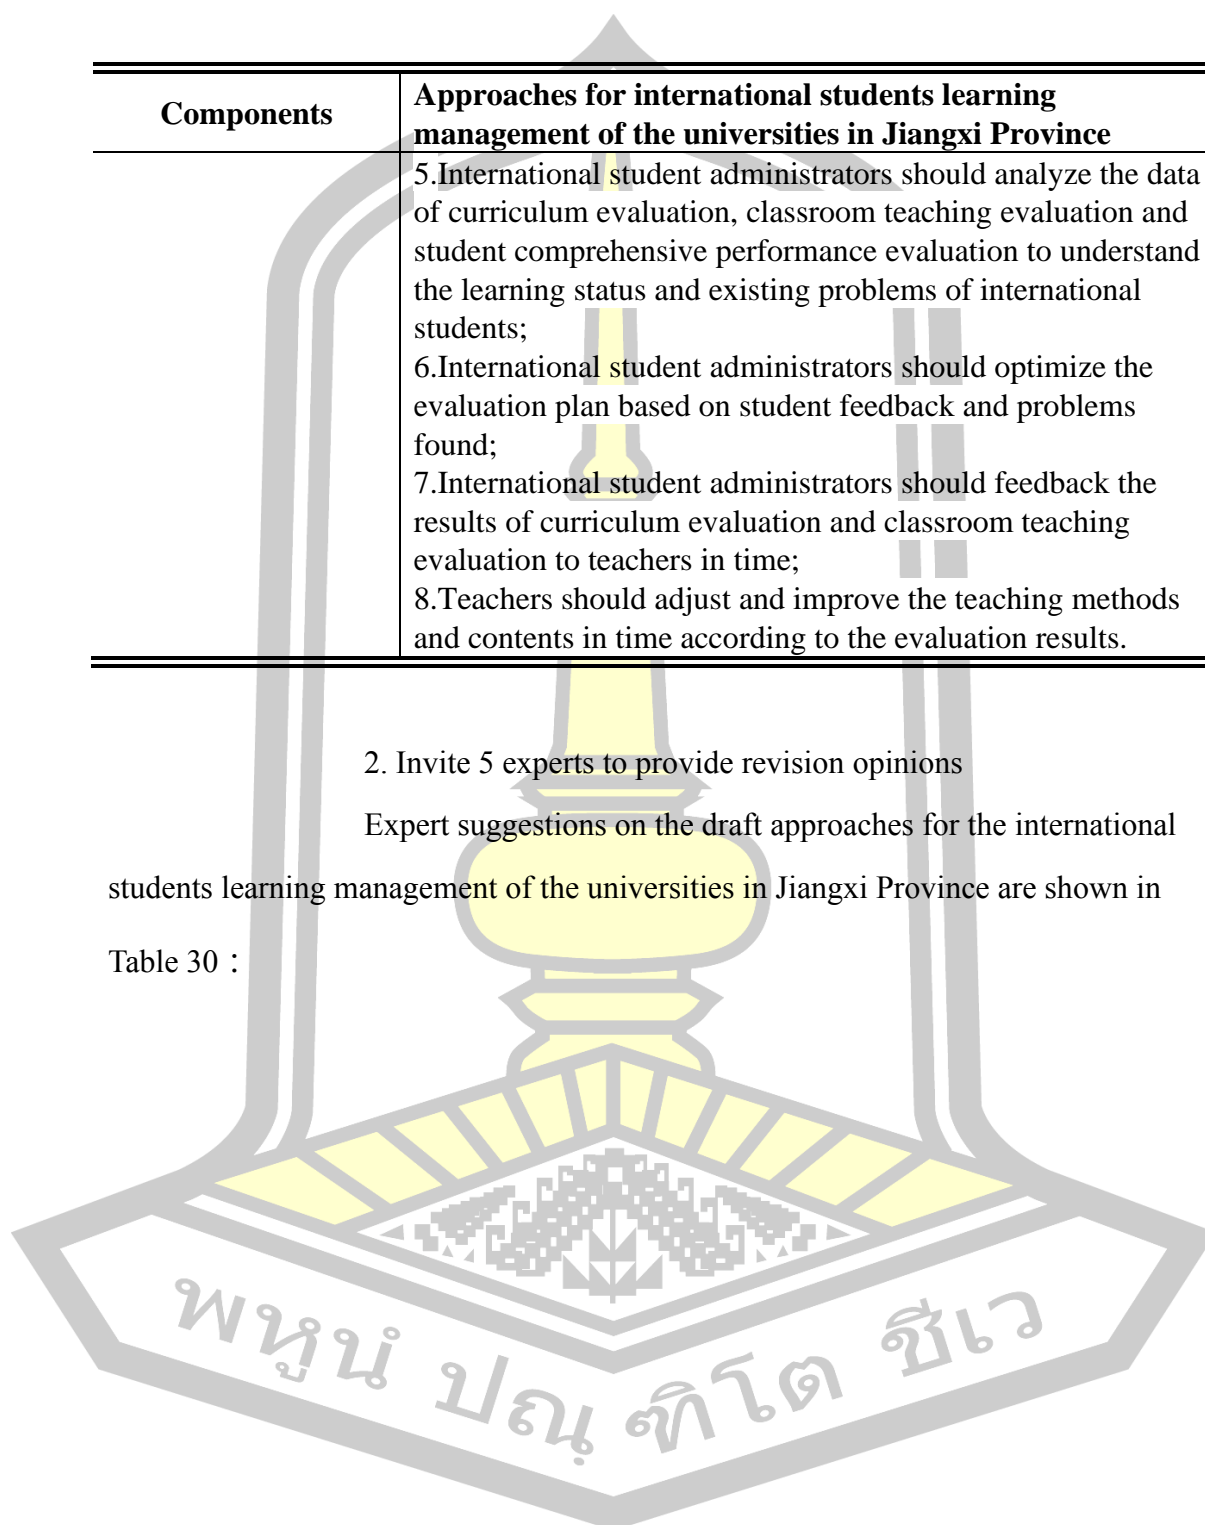 Components
Approaches for international students learning
management of the universities in Jiangxi Province
5.International student administrators should analyze the data
of curriculum evaluation, classroom teaching evaluation and
student comprehensive performance evaluation to understand
the learning status and existing problems of international
students;
6.International student administrators should optimize the
evaluation plan based on student feedback and problems
found;
7.International student administrators should feedback the
results of curriculum evaluation and classroom teaching
evaluation to teachers in time;
8.Teachers should adjust and improve the teaching methods
and contents in time according to the evaluation results.
2. Invite 5 experts to provide revision opinions
Expert suggestions on the draft approaches for the international
students learning management of the universities in Jiangxi Province are shown in
Table 30：
พหูนํ ปณฺฑิโต ชีเว